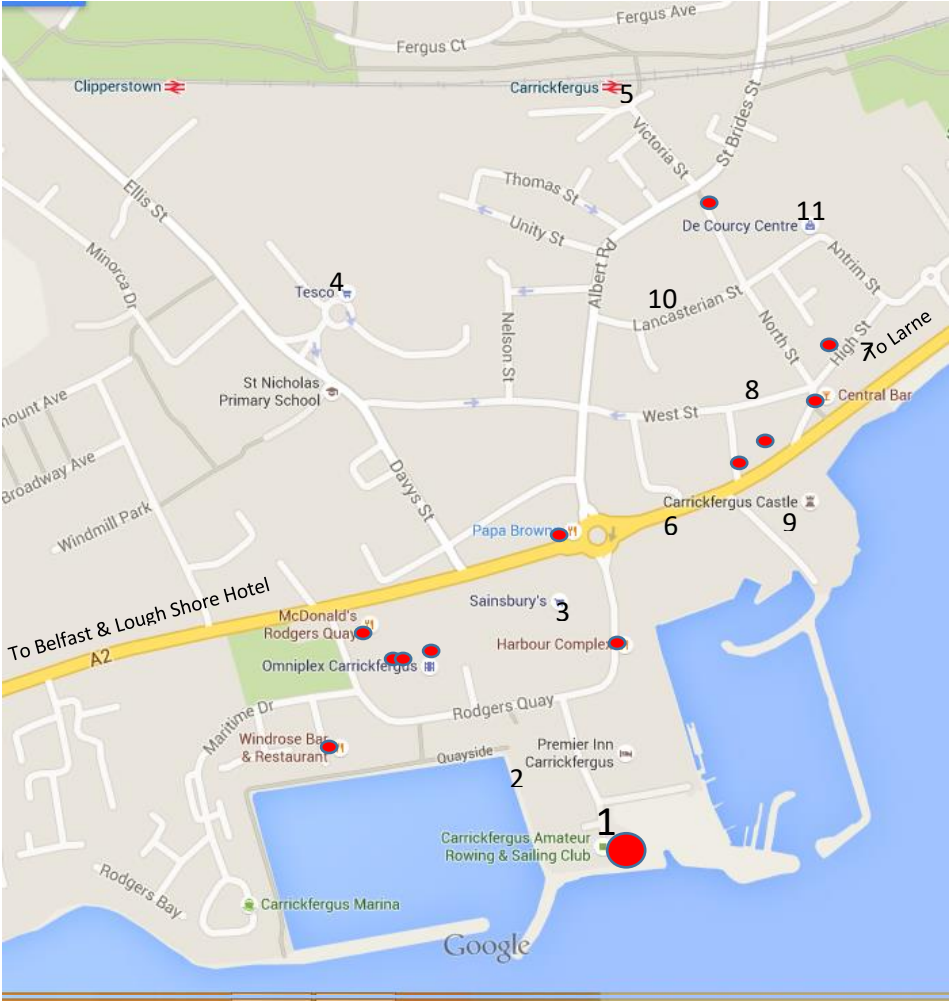 Fergus Ave
Fergus Ct
Clipperstown
Carrickfergus
5
Victoria St
St Brides St
Ellis St
Thomas St
Unity St
De Courcy Centre
11
Minorca Dr
Albert Rd
Antrim St
4
Tesco
10
Lancasterian St
Nelson St
North St
High St
7
To Larne
St Nicholas
Primary School
mount Ave
West St
8
Central Bar
Broadway Ave
Davys St
Windmill Park
Carrickfergus Castle
6
9
Papa Brown
To Belfast & Lough Shore Hotel
A2
Sainsbury's
3
McDonald's
Rodgers Quay
Harbour Complex
Omniplex Carrickfergus
Maritime Dr
Rodgers Quay
Windrose Bar
& Restaurant
Quayside
Premier Inn
Carrickfergus
2
1
Carrickfergus Amateur
Rowing & Sailing Club
Rodgers Bay
Carrickfergus Marina
Google